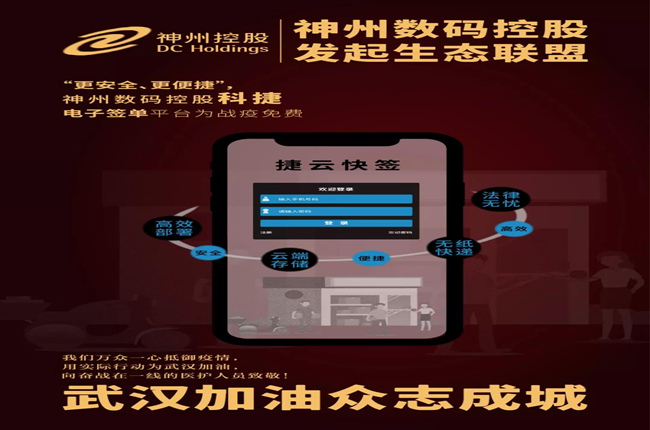 神州控股
DC Holdings
神州数码控股
发起生态联盟
“更安全、更便捷”，
神州数码控股科捷
电子签单平台为战疫免费
捷云快签
欢迎登录
输入手机号码
请输入密码
登 录
注册
忘记密码
法律
无忧
高效
部署
高效
安全
云端
存储
便捷
无纸
快递
我们万众一心抵御疫情，
用实际行动为武汉加油，
向奋战在一线的医护人员致敬！
武汉加油众志成城